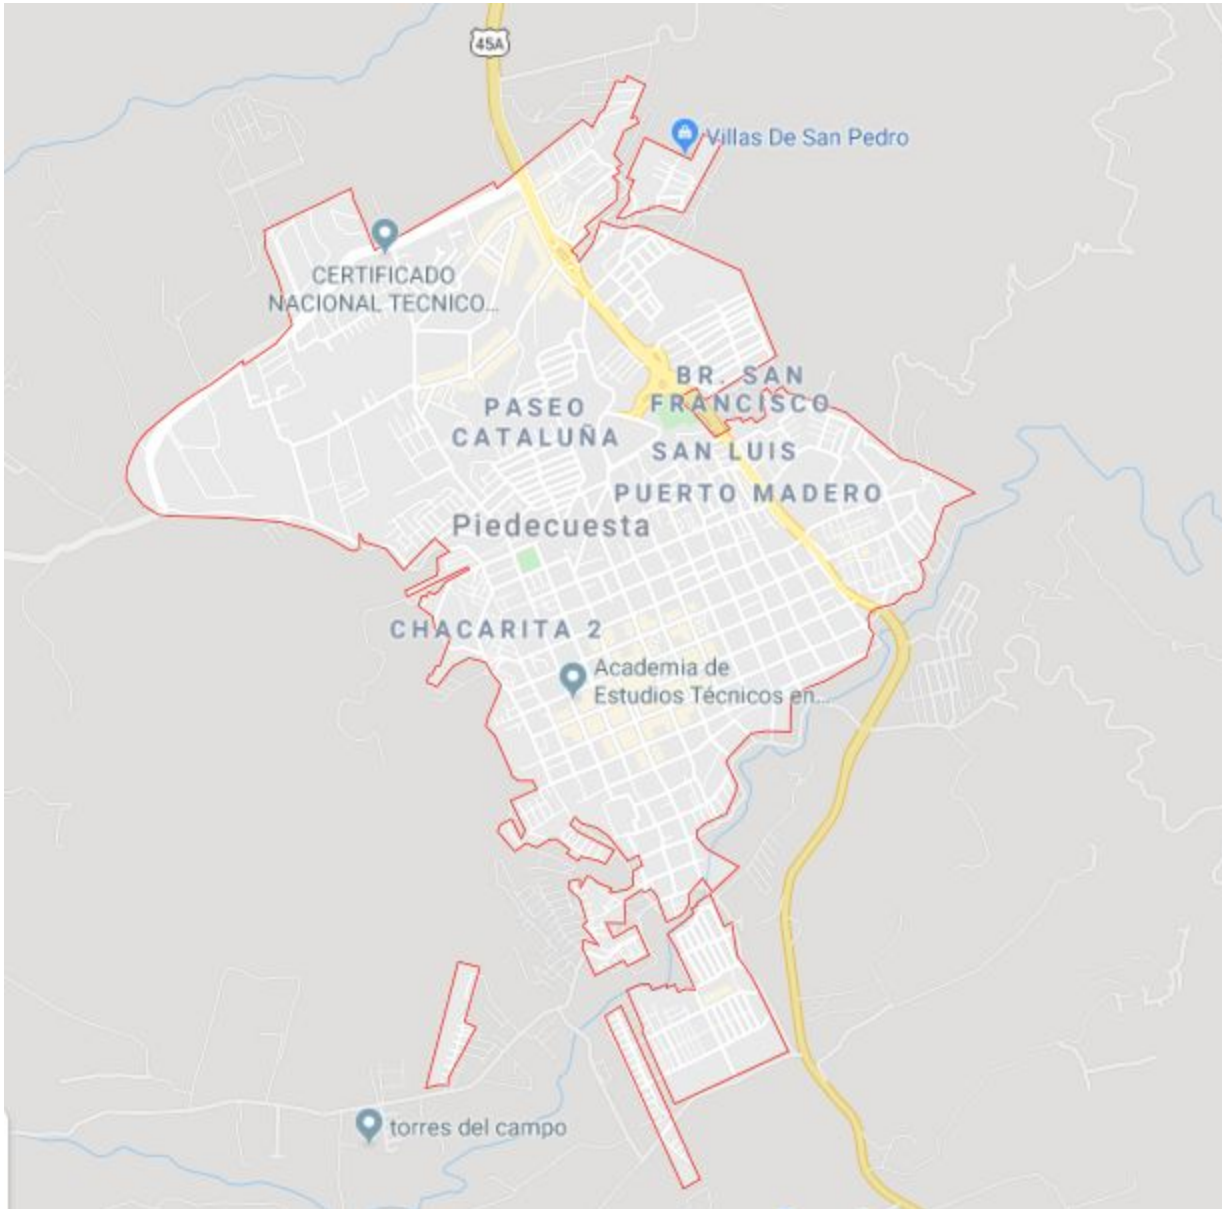 45A
Villas De San Pedro
CERTIFICADO
NACIONAL TECNICO...
BR. SAN
FRANCISCO
PASEO
CATALUÑA
SAN LUIS
PUERTO MADERO
Piedecuesta
CHACARITA 2
Academia de
Estudios Técnicos en...
torres del campo